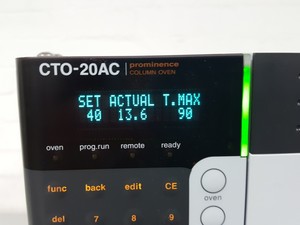 CTO-20AC prominence
COLUMN OVEN
SET ACTUAL T.MAX
40 13.6 90
oven prog.run remote ready
func back edit CE
del 7 8 9
oven